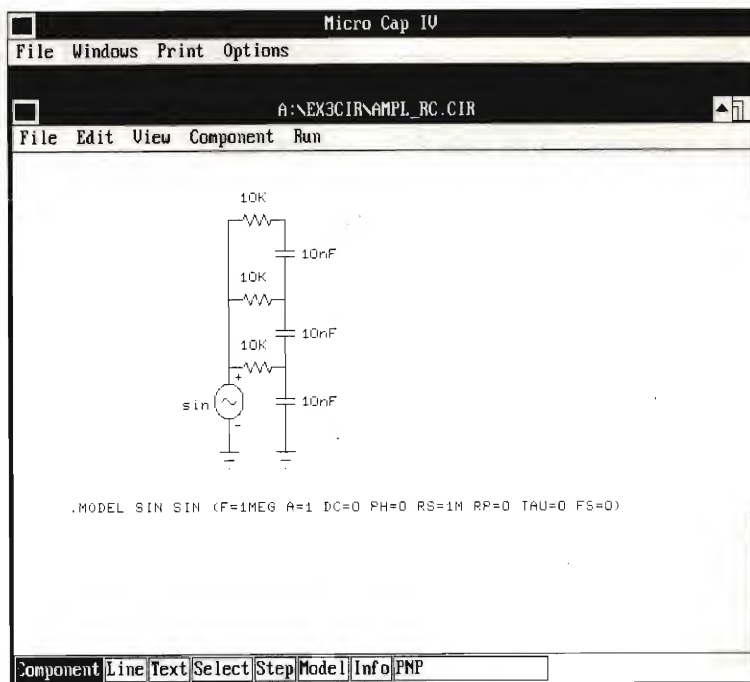 Micro Cap IV
File Windows Print Options
A:\EX3CIR\AMPL_RC.CIR
File Edit View Component Run
10K
10nF
10K
10nF
10K
+
sin
10nF
-
.MODEL SIN SIN (F=1MEG A=1 DC=0 PH=0 RS=1M RP=0 TAU=0 FS=0)
Component Line Text Select Step Model Info PNP